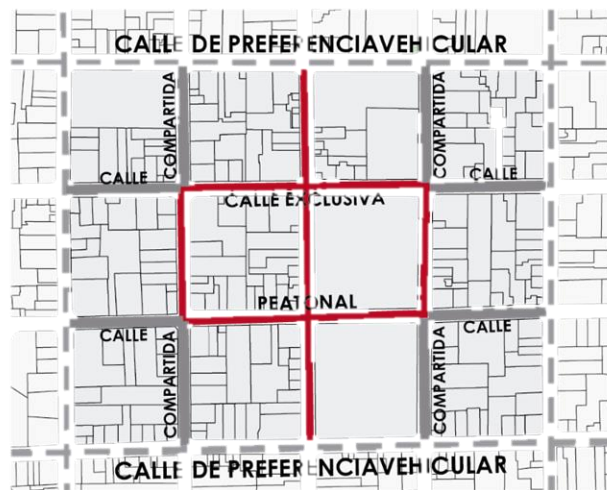 CALLE DE PREFERENCIAVEHICULAR
COMPARTIDA
COMPARTIDA
CALLE
CALLE
CALLE EXCLUSIVA
PEATONAL
CALLE
CALLE
COMPARTIDA
COMPARTIDA
CALLE DE PREFERENCIAVEHICULAR